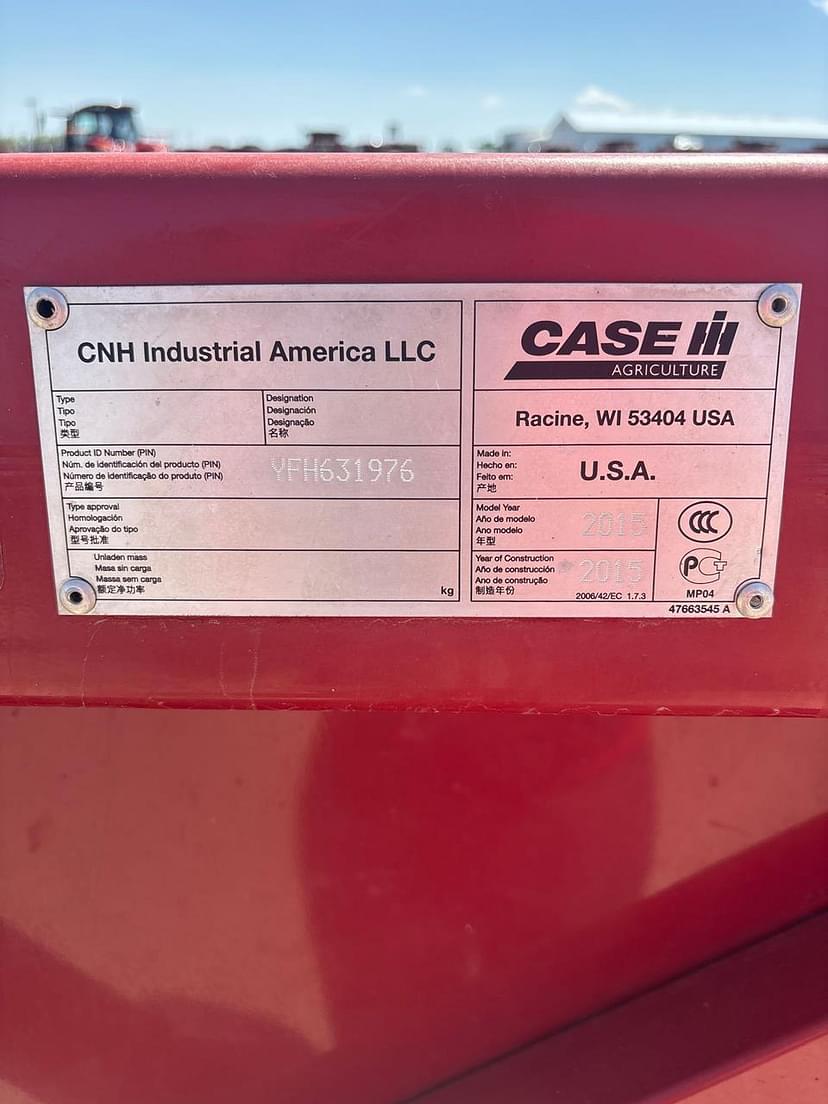 CNH Industrial America LLC
CASE IH
AGRICULTURE
Racine, WI 53404 USA
Type
Tipo
Tipo
类型
Designation
Designación
Designação
名称
Product ID Number (PIN)
Núm. de identificación del producto (PIN)
Número de identificação do produto (PIN)
产品编号
YFH631976
Made in:
Hecho en:
Feito em:
产地
U.S.A.
Type approval
Homologación
Aprovação do tipo
型号批准
Model Year
Año de modelo
Ano modelo
年型
2015
CCC
Unladen mass
Masa sin carga
Massa sem carga
额定净功率
kg
Year of Construction
Año de construcción
Ano de construção
制造年份
2015
2006/42/EC 1.7.3
PCT
MP04
47663545 A